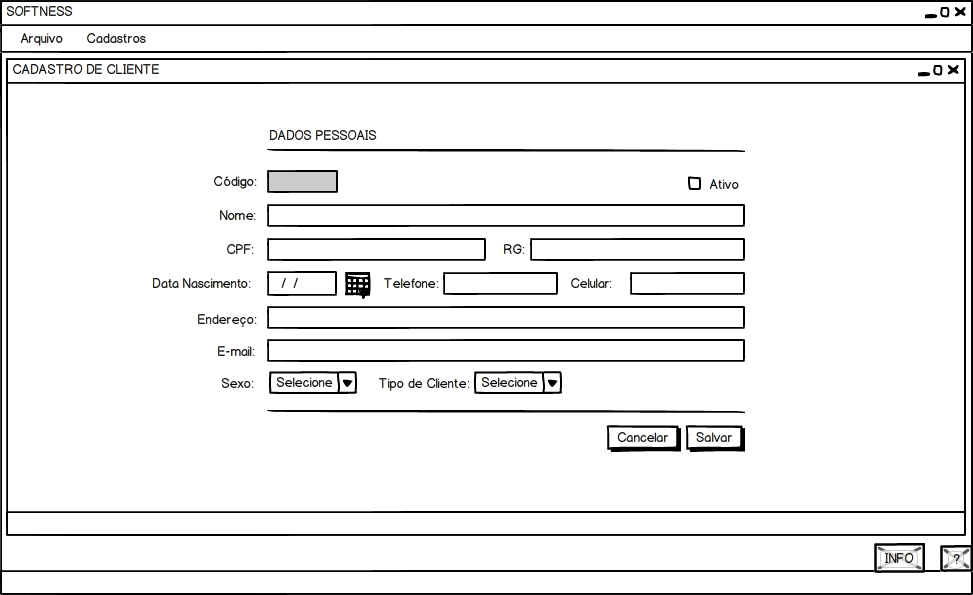 SOFTNESS
Arquivo Cadastros
CADASTRO DE CLIENTE
DADOS PESSOAIS
Código: Ativo
Nome:
CPF: RG:
Data Nascimento: / / Telefone: Celular:
Endereço:
E-mail:
Sexo: Selecione Tipo de Cliente: Selecione
Cancelar Salvar
INFO ?